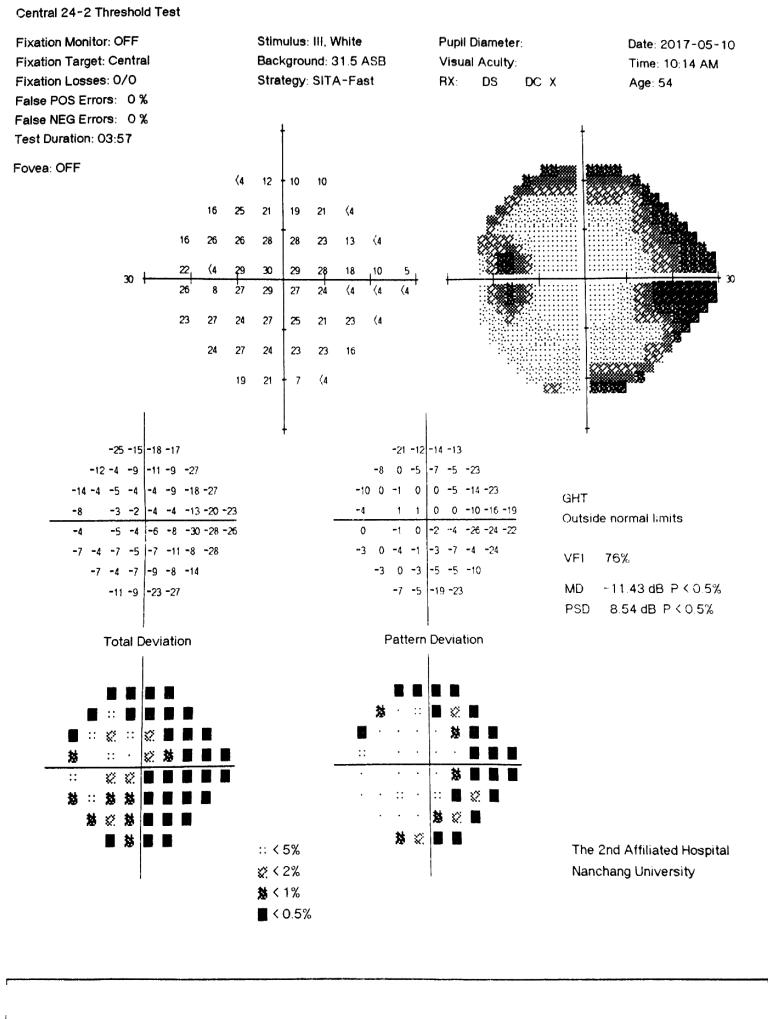 Central 24-2 Threshold Test
Fixation Monitor: OFF
Fixation Target: Central
Fixation Losses: 0/0
False POS Errors: 0 %
False NEG Errors: 0 %
Test Duration: 03:57
Fovea: OFF
Stimulus: III, White
Background: 31.5 ASB
Strategy: SITA-Fast
Pupil Diameter:
Visual Aculty:
RX: DS DC X
Date: 2017-05-10
Time: 10:14 AM
Age: 54
⟨4 12 10 10
16 25 21 19 21 ⟨4
16 26 26 28 28 23 13 ⟨4
22 ⟨4 29 30 29 28 18 10 5
30 30
26 8 27 29 27 24 ⟨4 ⟨4 ⟨4
23 27 24 27 25 21 23 ⟨4
24 27 24 23 23 16
19 21 7 ⟨4
-25 -15 -18 -17
-12 -4 -9 -11 -9 -27
-14 -4 -5 -4 -4 -9 -18 -27
-8 -3 -2 -4 -4 -13 -20 -23
-4 -5 -4 -6 -8 -30 -28 -26
-7 -4 -7 -5 -7 -11 -8 -28
-7 -4 -7 -9 -8 -14
-11 -9 -23 -27
Total Deviation
-21 -12 -14 -13
-8 0 -5 -7 -5 -23
-10 0 -1 0 0 -5 -14 -23
-4 1 1 0 0 -10 -16 -19
0 -1 0 -2 -4 -26 -24 -22
-3 0 -4 -1 -3 -7 -4 -24
-3 0 -3 -5 -5 -10
-7 -5 -19 -23
Pattern Deviation
GHT
Outside normal limits
VFI 76%
MD -11.43 dB P < 0.5%
PSD 8.54 dB P < 0.5%
< 5%
< 2%
< 1%
< 0.5%
The 2nd Affiliated Hospital
Nanchang University